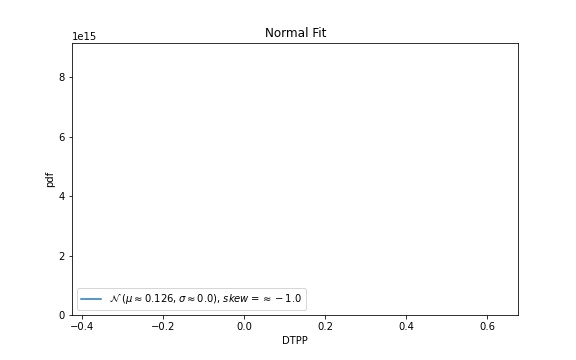 Normal Fit
1e15
8
6
4
2
0
pdf
𝒩(μ ≈ 0.126, σ ≈ 0.0), skew = ≈ −1.0
−0.4 −0.2 0.0 0.2 0.4 0.6
DTPP